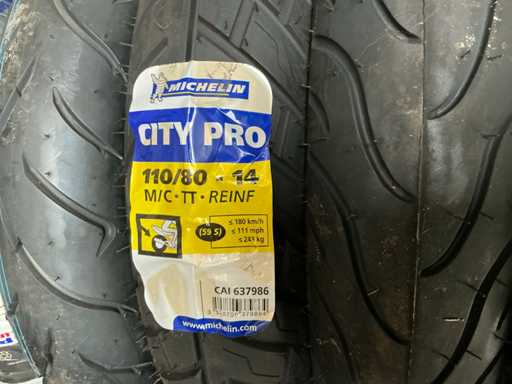 MICHELIN
CITY PRO
110/80 - 14
M/C • TT • REINF
(59 S)
≤ 180 km/h
≤ 111 mph
≤ 243 kg
CAI 637986
www.michelin.com